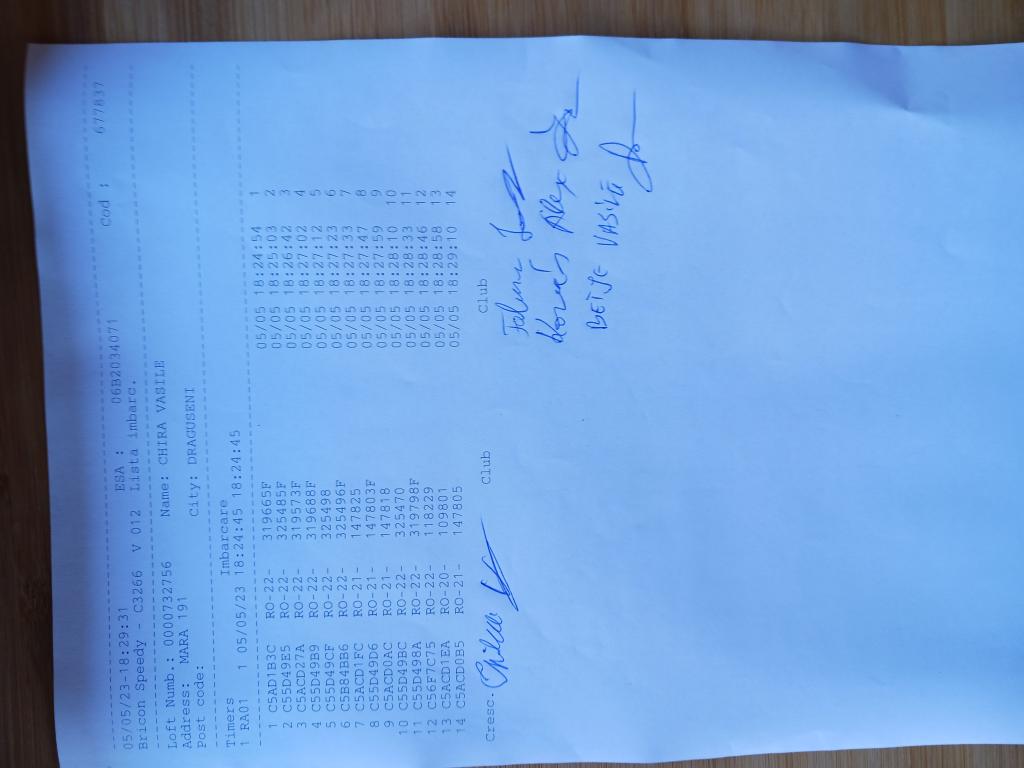 05/05/23-18:29:31 ESA : 06B2034071 Cod : 677837
Bricon Speedy - C3266 V 012 Lista imbarc.
Loft Numb.: 0000732756 Name: CHIRA VASILE
Address: MARA 191 City: DRAGUSENI
Post code:
Timers Imbarcare
1 RA01 1 05/05/23 18:24:45 18:24:45
1 C5AD1B3C RO-22- 319665F 05/05 18:24:54 1
2 C55D49E5 RO-22- 325485F 05/05 18:25:03 2
3 C5ACD27A RO-22- 319573F 05/05 18:26:42 3
4 C55D49B9 RO-22- 319688F 05/05 18:27:02 4
5 C55D49CF RO-22- 325498 05/05 18:27:12 5
6 C5B84BB6 RO-22- 325496F 05/05 18:27:23 6
7 C5ACD1FC RO-21- 147825 05/05 18:27:33 7
8 C55D49D6 RO-21- 147803F 05/05 18:27:47 8
9 C5ACD0AC RO-21- 147818 05/05 18:27:59 9
10 C55D49BC RO-22- 325470 05/05 18:28:10 10
11 C55D498A RO-22- 319798F 05/05 18:28:33 11
12 C56F7C75 RO-22- 118229 05/05 18:28:46 12
13 C5ACD1EA RO-20- 109801 05/05 18:28:58 13
14 C5ACD0B5 RO-21- 147805 05/05 18:29:10 14
Cresc. Club Club
Alex
VASILE